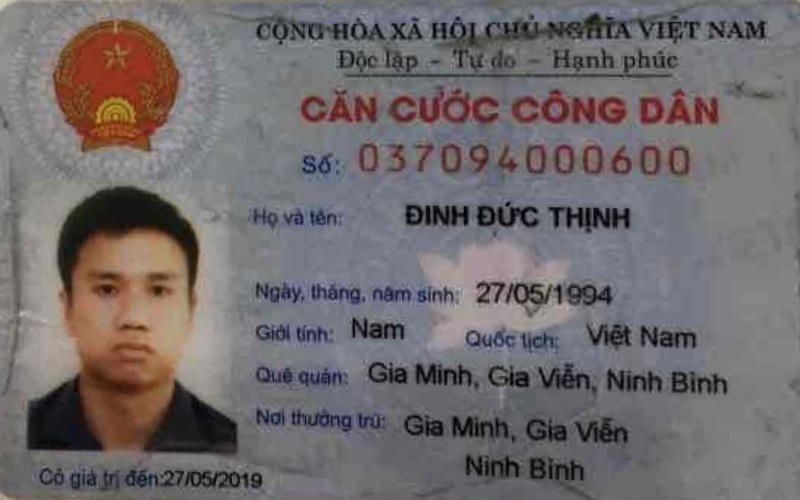 CỘNG HÒA XÃ HỘI CHỦ NGHĨA VIỆT NAM
Độc lập - Tự do - Hạnh phúc
CĂN CƯỚC CÔNG DÂN
Số: 037094000600
Họ và tên: ĐINH ĐỨC THỊNH
Ngày, tháng, năm sinh: 27/05/1994
Giới tính: Nam Quốc tịch: Việt Nam
Quê quán: Gia Minh, Gia Viễn, Ninh Bình
Nơi thường trú: Gia Minh, Gia Viễn
Ninh Bình
Có giá trị đến:27/05/2019